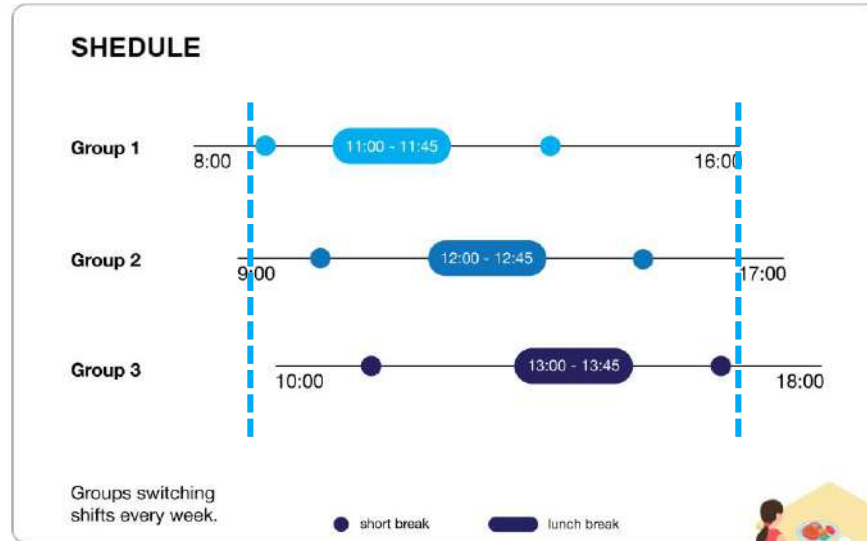 SHEDULE
Group 1
8:00
11:00 - 11:45
16:00
Group 2
9:00
12:00 - 12:45
17:00
Group 3
10:00
13:00 - 13:45
18:00
Groups switching
shifts every week.
short break
lunch break